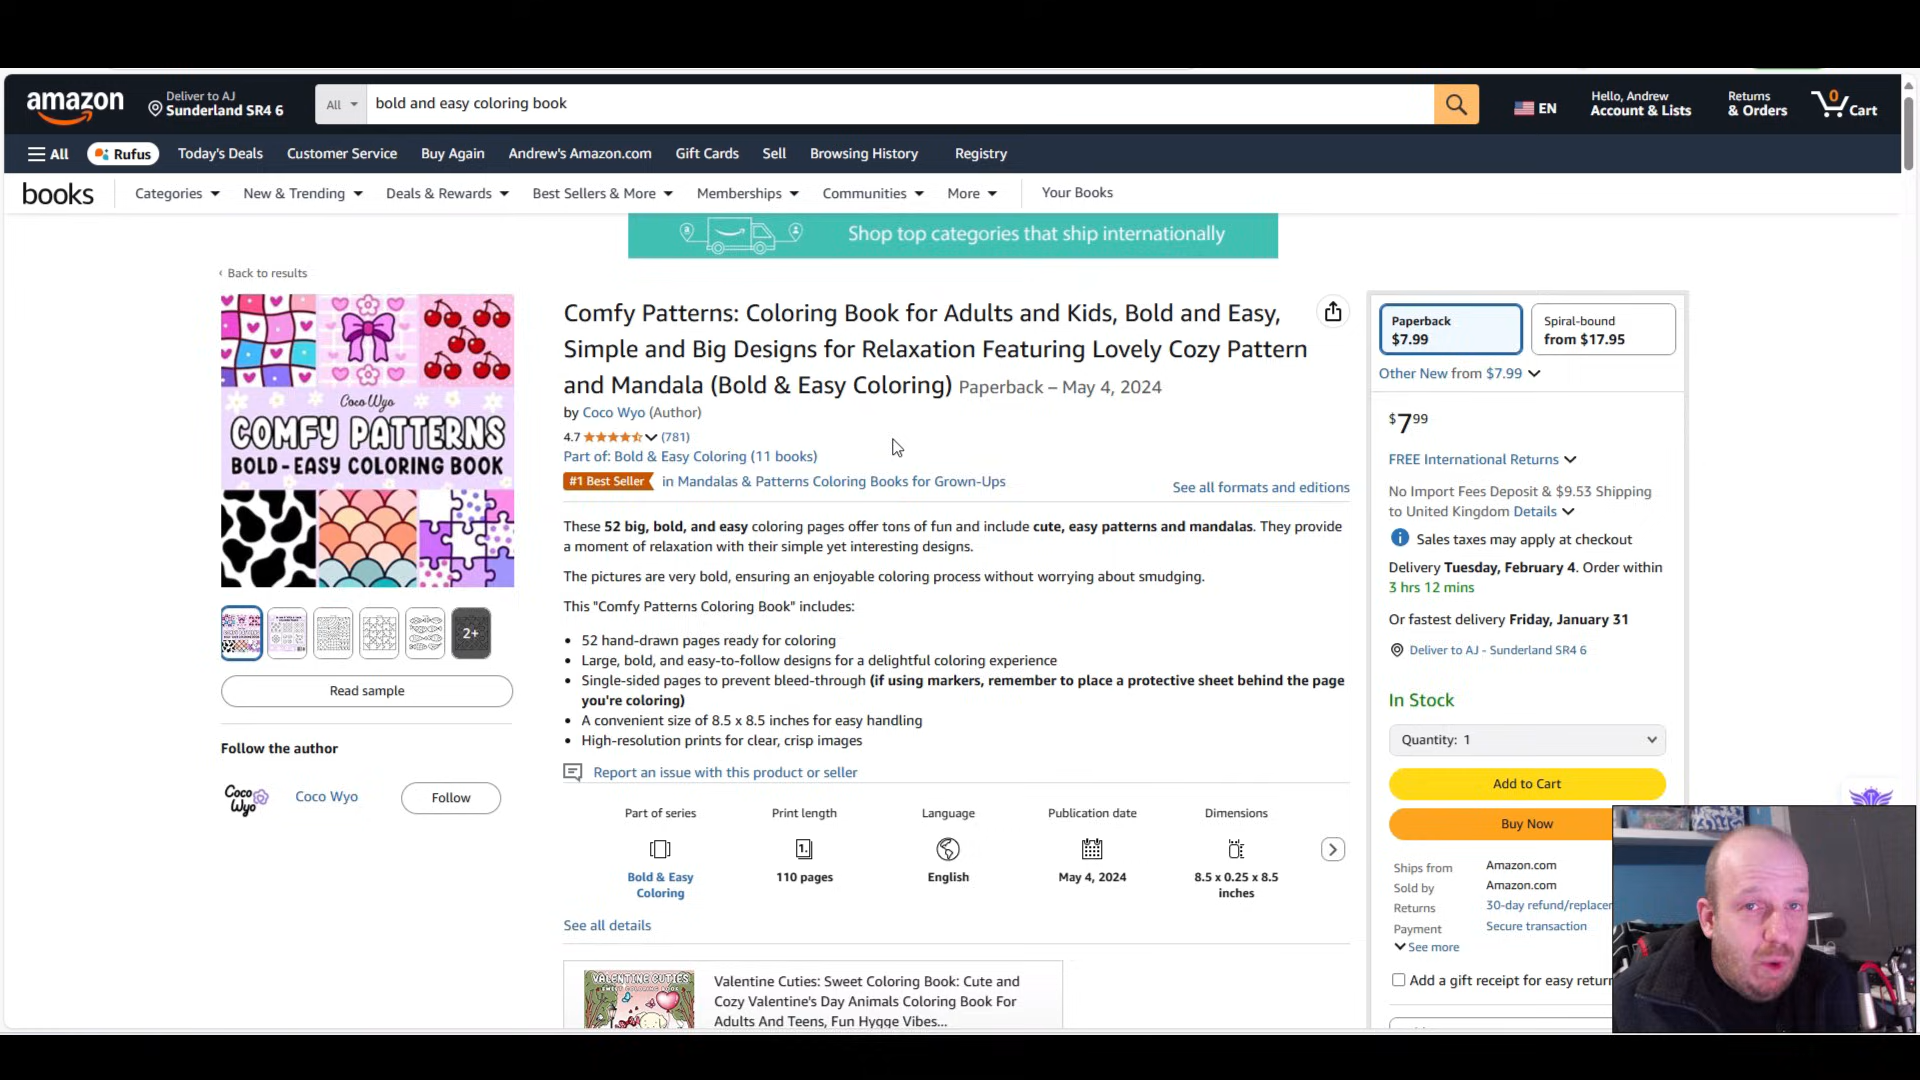 amazon
Deliver to AJ
Sunderland SR4 6
All
bold and easy coloring book
EN
Hello, Andrew
Account & Lists
Returns
& Orders
0
Cart
All
Rufus
Today's Deals
Customer Service
Buy Again
Andrew's Amazon.com
Gift Cards
Sell
Browsing History
Registry
books
Categories
New & Trending
Deals & Rewards
Best Sellers & More
Memberships
Communities
More
Your Books
Shop top categories that ship internationally
‹ Back to results
Coco Wyo
COMFY PATTERNS
BOLD-EASY COLORING BOOK
2+
Read sample
Follow the author
Coco Wyo
Coco Wyo
Follow
Comfy Patterns: Coloring Book for Adults and Kids, Bold and Easy,
Simple and Big Designs for Relaxation Featuring Lovely Cozy Pattern
and Mandala (Bold & Easy Coloring) Paperback – May 4, 2024
by Coco Wyo (Author)
4.7 (781)
Part of: Bold & Easy Coloring (11 books)
#1 Best Seller in Mandalas & Patterns Coloring Books for Grown-Ups
See all formats and editions
These 52 big, bold, and easy coloring pages offer tons of fun and include cute, easy patterns and mandalas. They provide
a moment of relaxation with their simple yet interesting designs.
The pictures are very bold, ensuring an enjoyable coloring process without worrying about smudging.
This "Comfy Patterns Coloring Book" includes:
• 52 hand-drawn pages ready for coloring
• Large, bold, and easy-to-follow designs for a delightful coloring experience
• Single-sided pages to prevent bleed-through (if using markers, remember to place a protective sheet behind the page
you're coloring)
• A convenient size of 8.5 x 8.5 inches for easy handling
• High-resolution prints for clear, crisp images
Report an issue with this product or seller
Part of series
Bold & Easy
Coloring
Print length
1.
110 pages
Language
English
Publication date
May 4, 2024
Dimensions
8.5 x 0.25 x 8.5
inches
See all details
VALENTINE CUTIES
Valentine Cuties: Sweet Coloring Book: Cute and
Cozy Valentine's Day Animals Coloring Book For
Adults And Teens, Fun Hygge Vibes...
Paperback
$7.99
Spiral-bound
from $17.95
Other New from $7.99
$7.99
FREE International Returns
No Import Fees Deposit & $9.53 Shipping
to United Kingdom Details
Sales taxes may apply at checkout
Delivery Tuesday, February 4. Order within
3 hrs 12 mins
Or fastest delivery Friday, January 31
Deliver to AJ - Sunderland SR4 6
In Stock
Quantity: 1
Add to Cart
Buy Now
Ships from Amazon.com
Sold by Amazon.com
Returns 30-day refund/replacem
Payment Secure transaction
See more
Add a gift receipt for easy return